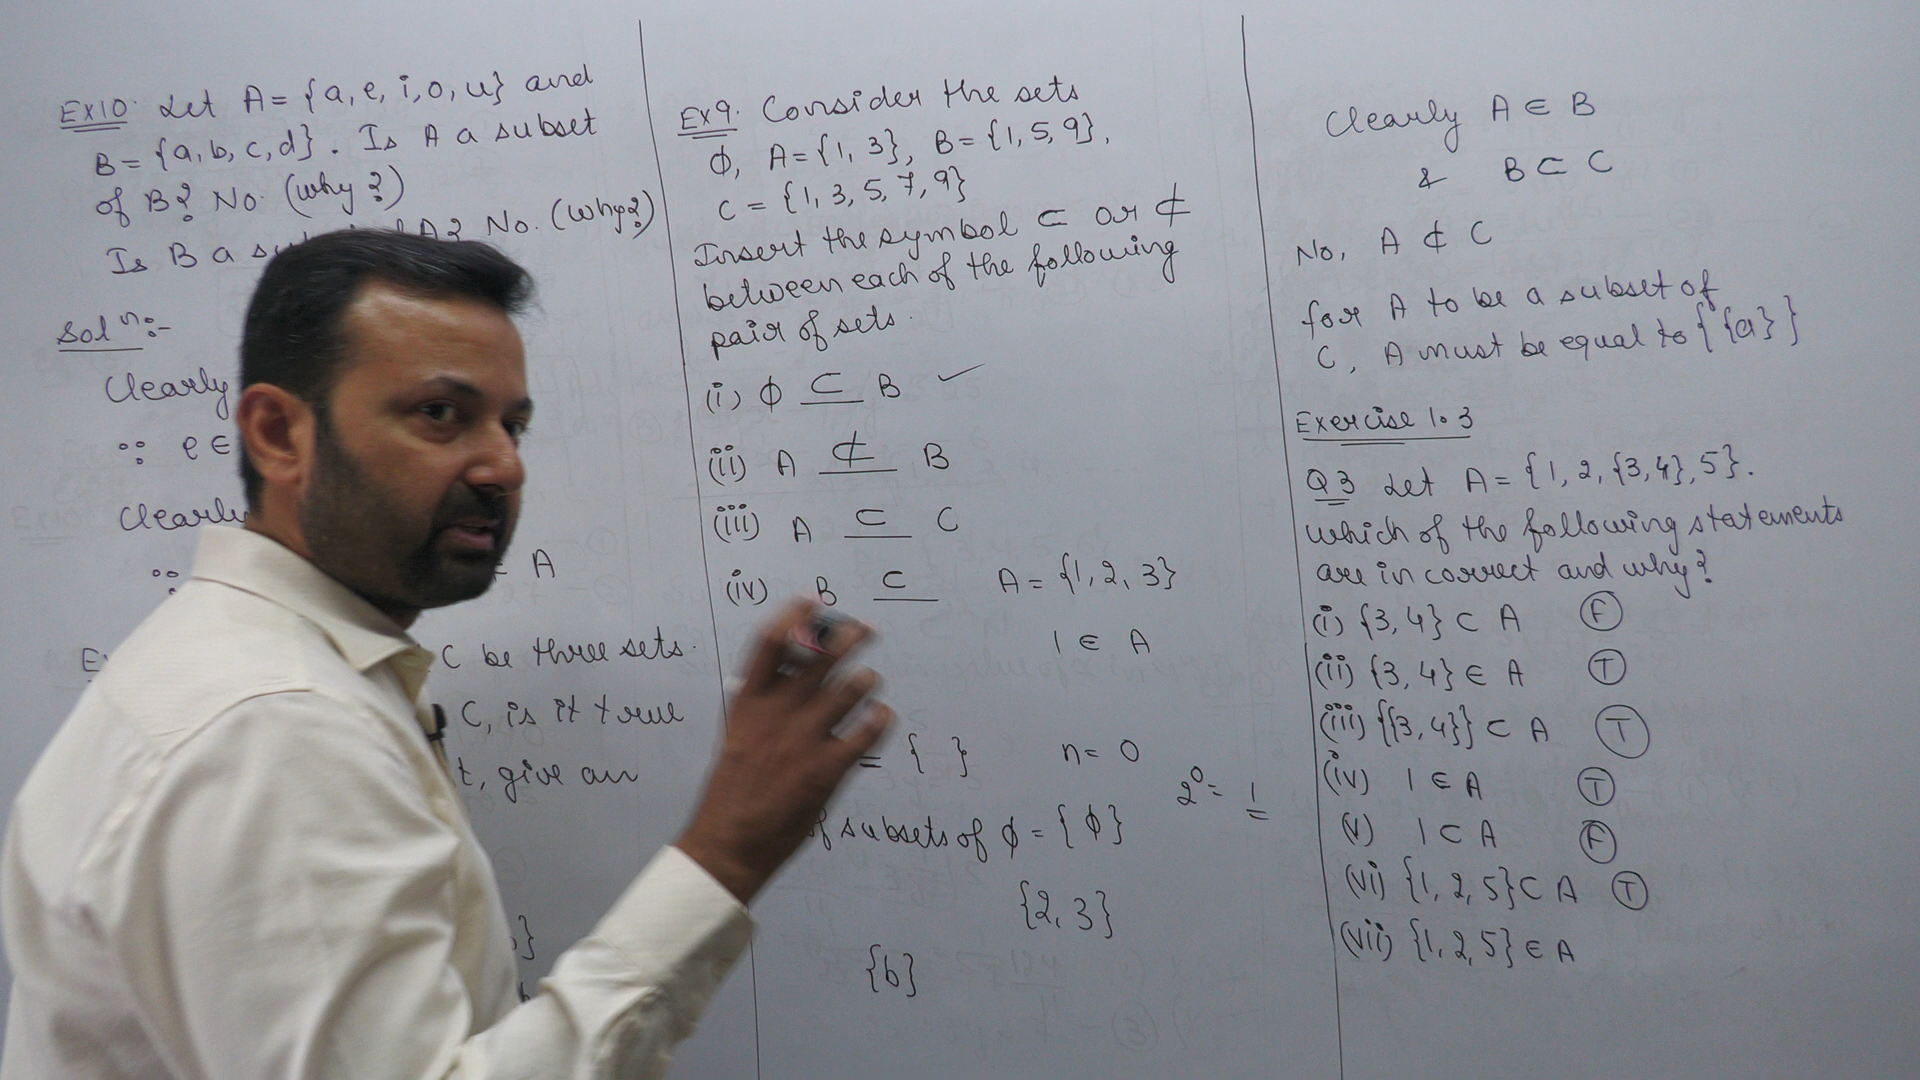 Ex10. Let A = {a, e, i, o, u} and
B = {a, b, c, d}. Is A a subset
of B? No. (why?)
Is B a A? No. (why?)
Solⁿ:-
Clearly
∵ e ∈
Clearly
∵ A
C be three sets.
C, is it true
t, give an
}
b
Ex9. Consider the sets
ϕ, A = {1, 3}, B = {1, 5, 9},
C = {1, 3, 5, 7, 9}
Insert the symbol ⊂ or ⊄
between each of the following
pair of sets.
(i) ϕ ⊂ B ✓
(ii) A ⊄ B
(iii) A ⊂ C
(iv) B ⊂
A = {1, 2, 3}
1 ∈ A
= { } n = 0
2⁰ = 1
of subsets of ϕ = {ϕ}
{2, 3}
{b}
Clearly A ∈ B
& B ⊂ C
No, A ⊄ C
for A to be a subset of
C, A must be equal to {{a}}
Exercise 1.3
Q3 Let A = {1, 2, {3, 4}, 5}.
which of the following statements
are incorrect and why?
(i) {3, 4} ⊂ A F
(ii) {3, 4} ∈ A T
(iii) {{3, 4}} ⊂ A T
(iv) 1 ∈ A T
(v) 1 ⊂ A F
(vi) {1, 2, 5} ⊂ A T
(vii) {1, 2, 5} ∈ A